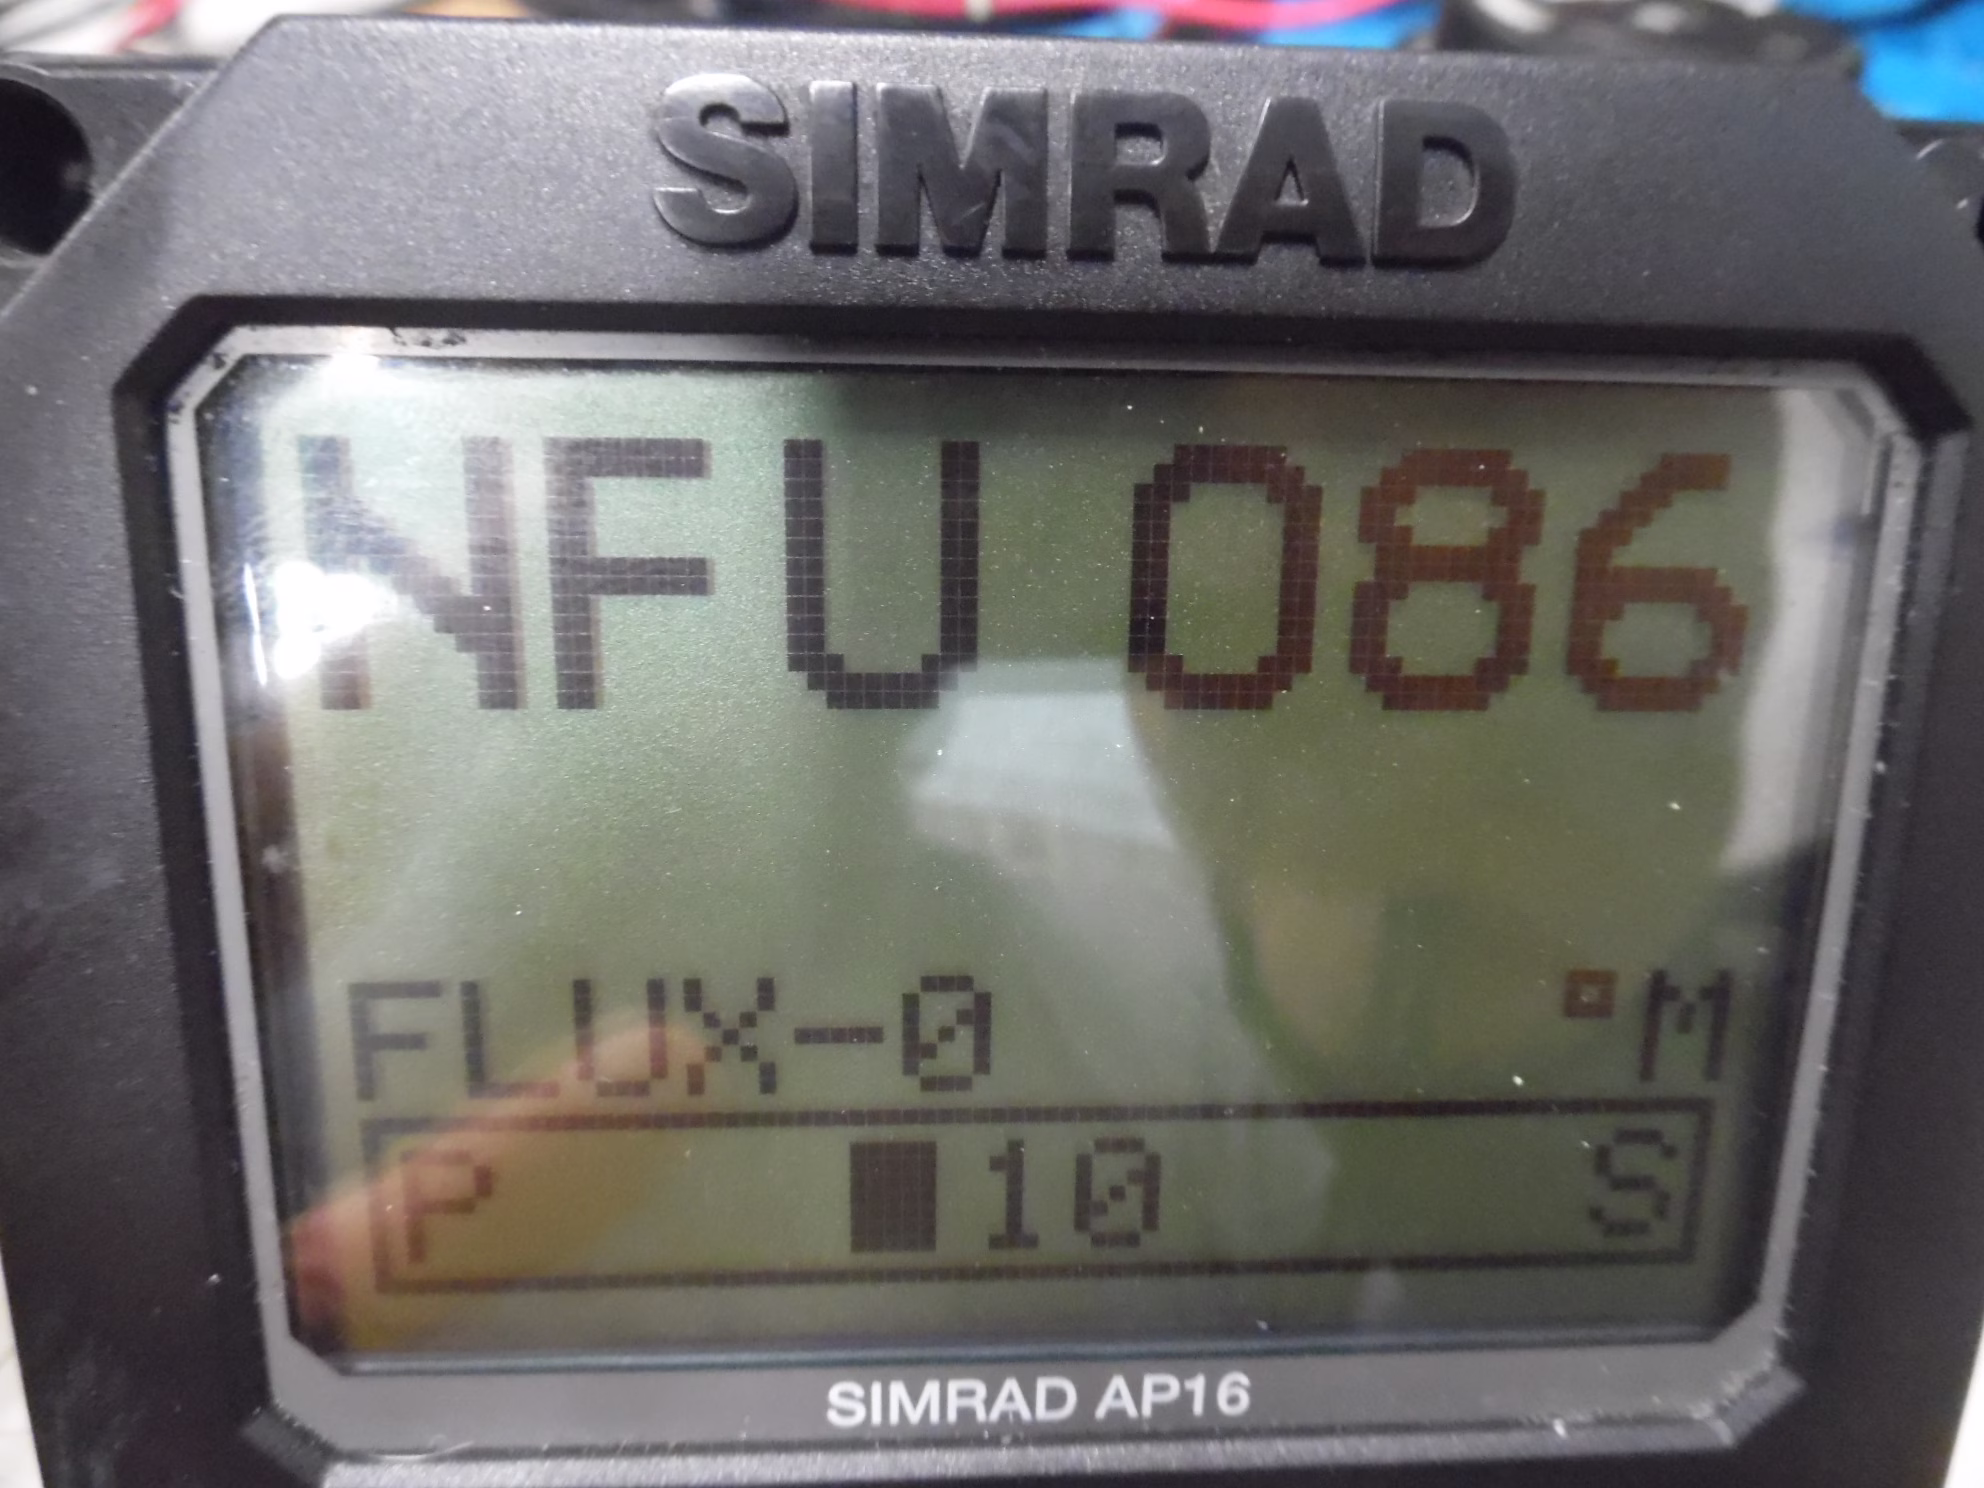 SIMRAD
NFU 086
FLUX-0 °M
P 10 S
SIMRAD AP16